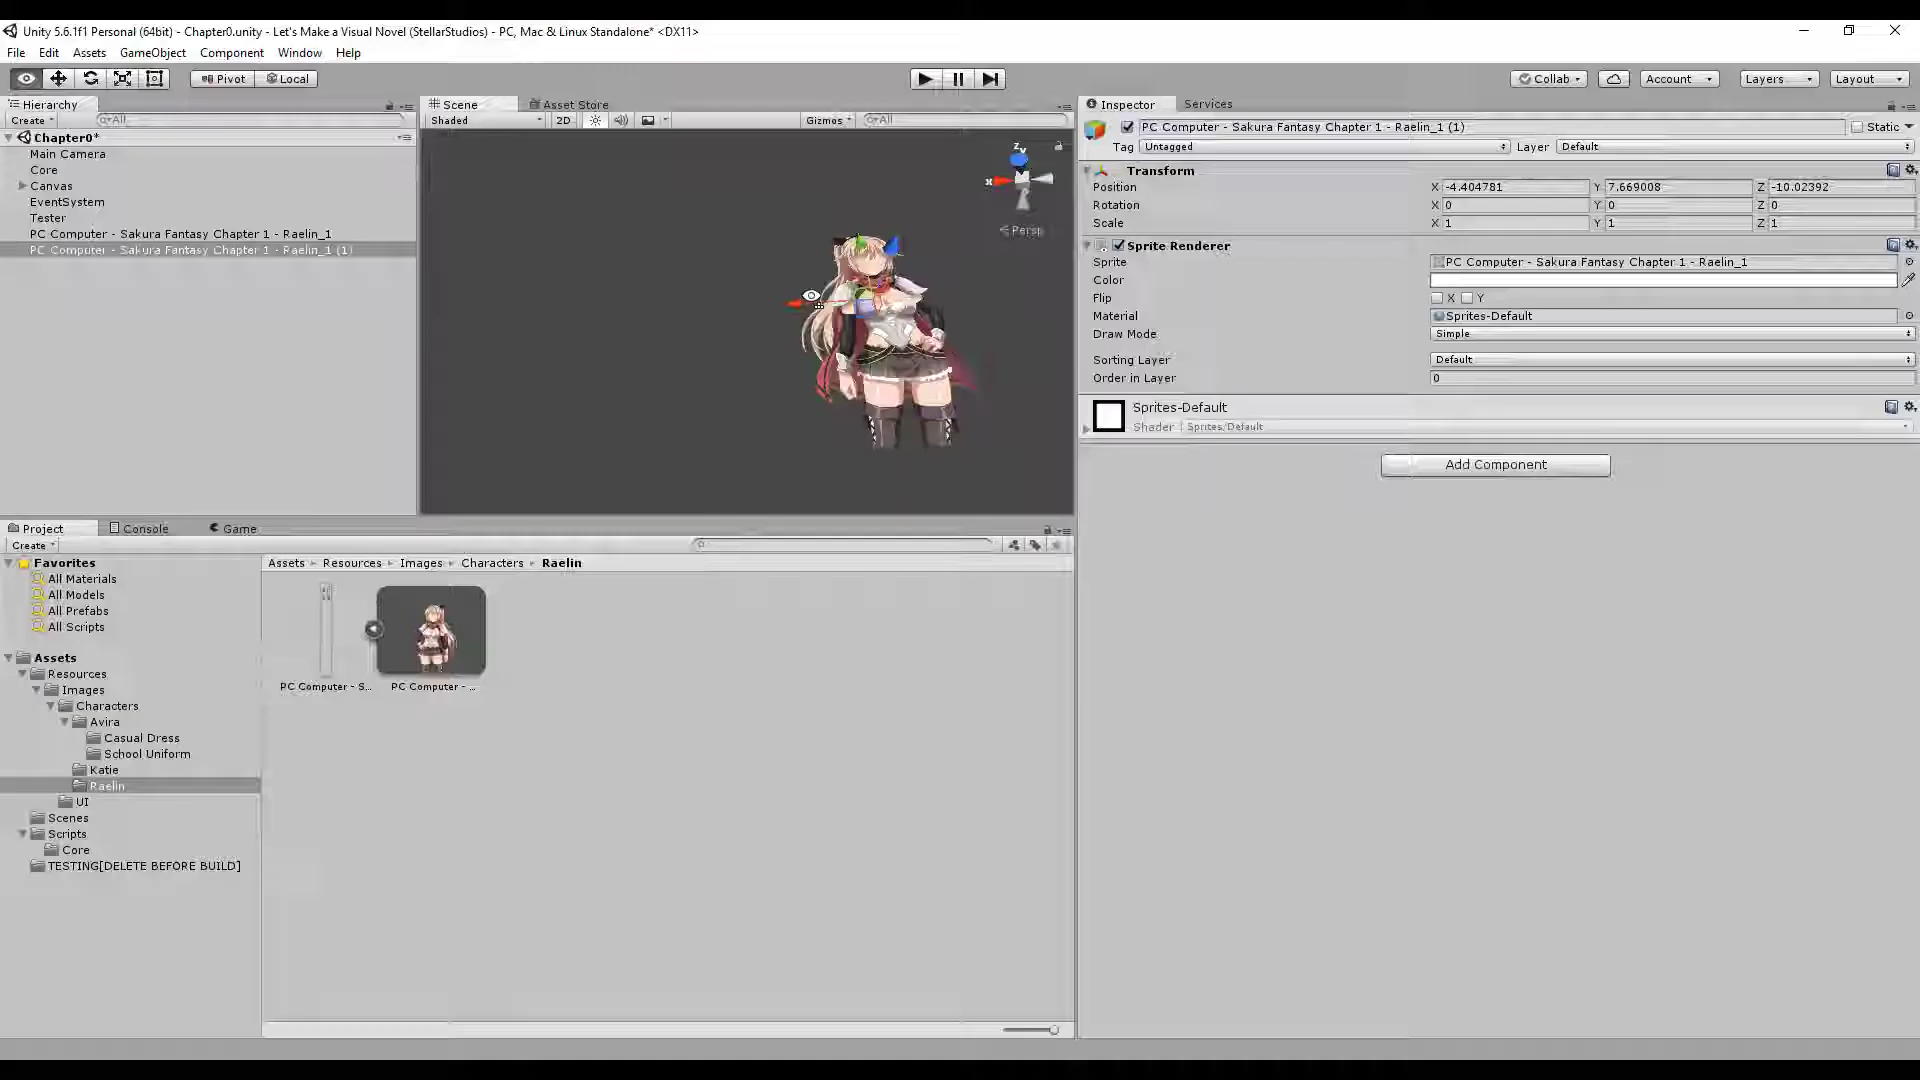 Unity 5.6.1f1 Personal (64bit) - Chapter0.unity - Let's Make a Visual Novel (StellarStudios) - PC, Mac & Linux Standalone* <DX11>
File Edit Assets GameObject Component Window Help
Pivot Local Collab Account Layers Layout
Hierarchy
Create All
Chapter0*
Main Camera
Core
Canvas
EventSystem
Tester
PC Computer - Sakura Fantasy Chapter 1 - Raelin_1
PC Computer - Sakura Fantasy Chapter 1 - Raelin_1 (1)
Scene Asset Store
Shaded 2D Gizmos All
z
y
x
Persp
Inspector Services
PC Computer - Sakura Fantasy Chapter 1 - Raelin_1 (1) Static
Tag Untagged Layer Default
Transform
Position X -4.404781 Y 7.669008 Z -10.02392
Rotation X 0 Y 0 Z 0
Scale X 1 Y 1 Z 1
Sprite Renderer
Sprite PC Computer - Sakura Fantasy Chapter 1 - Raelin_1
Color
Flip X Y
Material Sprites-Default
Draw Mode Simple
Sorting Layer Default
Order in Layer 0
Sprites-Default
Shader Sprites/Default
Add Component
Project Console Game
Create
Favorites
All Materials
All Models
All Prefabs
All Scripts
Assets
Resources
Images
Characters
Avira
Casual Dress
School Uniform
Katie
Raelin
UI
Scenes
Scripts
Core
TESTING[DELETE BEFORE BUILD]
Assets Resources Images Characters Raelin
PC Computer - S... PC Computer - ...